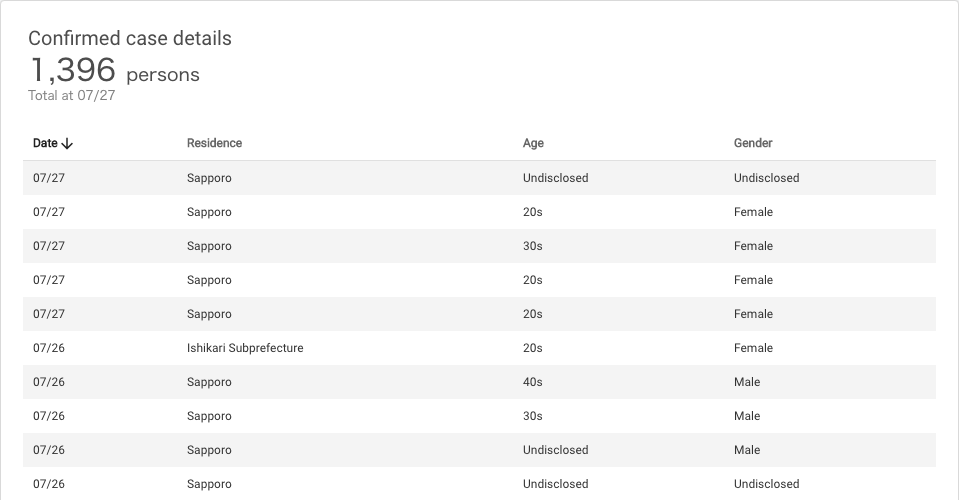 Confirmed case details
1,396 persons
Total at 07/27
Date Residence Age Gender
07/27 Sapporo Undisclosed Undisclosed
07/27 Sapporo 20s Female
07/27 Sapporo 30s Female
07/27 Sapporo 20s Female
07/27 Sapporo 20s Female
07/26 Ishikari Subprefecture 20s Female
07/26 Sapporo 40s Male
07/26 Sapporo 30s Male
07/26 Sapporo Undisclosed Male
07/26 Sapporo Undisclosed Undisclosed